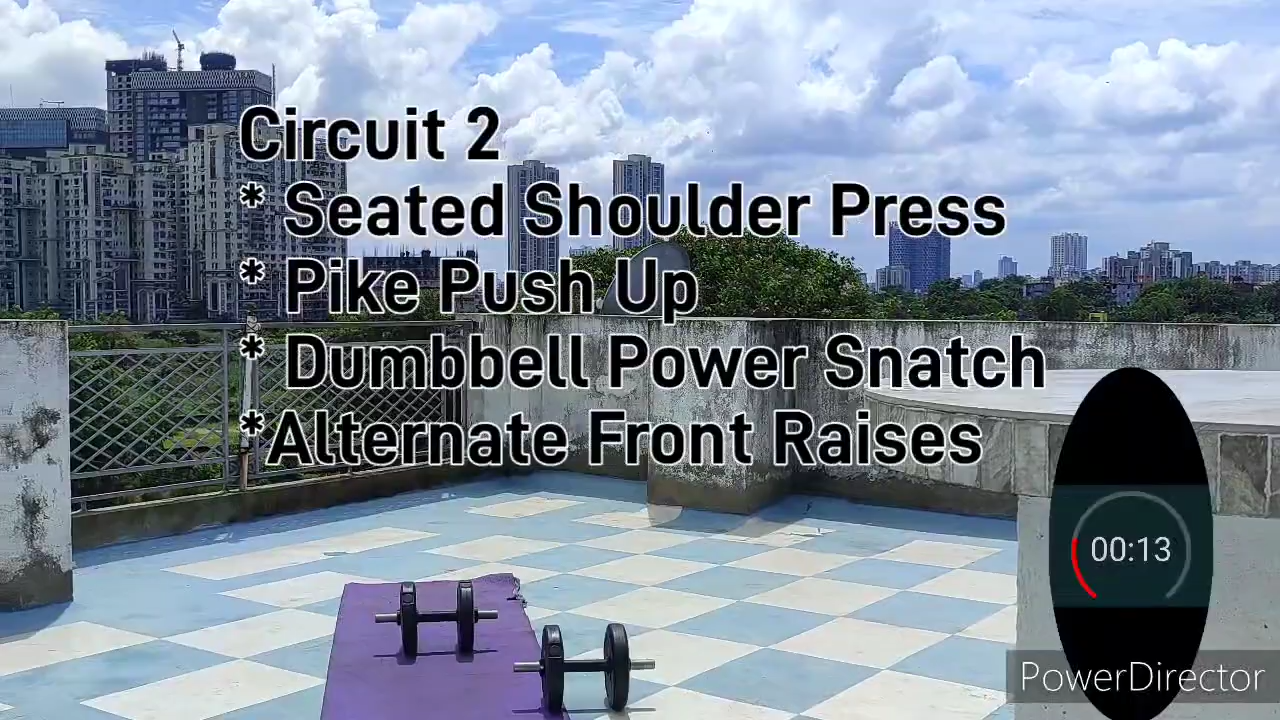 Circuit 2
* Seated Shoulder Press
* Pike Push Up
* Dumbbell Power Snatch
*Alternate Front Raises
00:13
PowerDirector